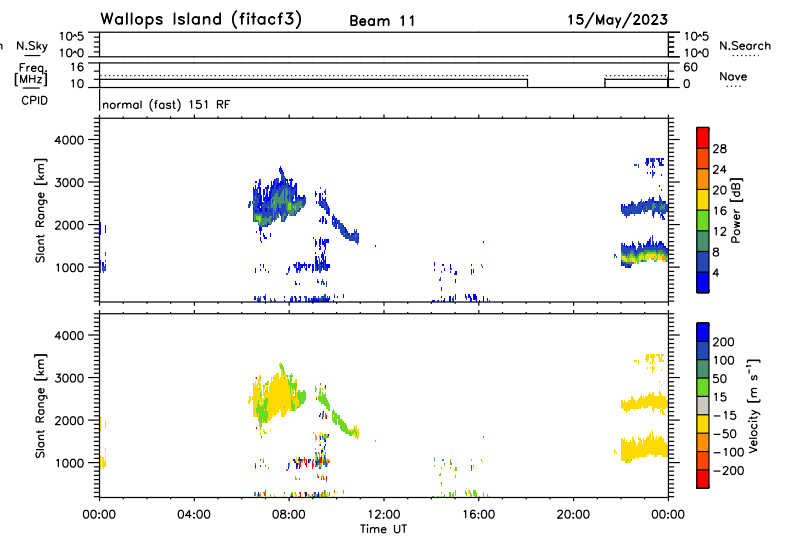 Wallops Island (fitacf3) Beam 11 15/May/2023
n N.Sky 10^5 10^0 10^5 10^0 N.Search
Freq. [MHz] 16 10 60 0 Nave
CPID normal (fast) 151 RF
Slant Range [km]
4000
3000
2000
1000
28
24
20
16
12
8
4
Power [dB]
Slant Range [km]
4000
3000
2000
1000
200
100
50
15
-15
-50
-100
-200
Velocity [m s⁻¹]
00:00 04:00 08:00 12:00 16:00 20:00 00:00
Time UT